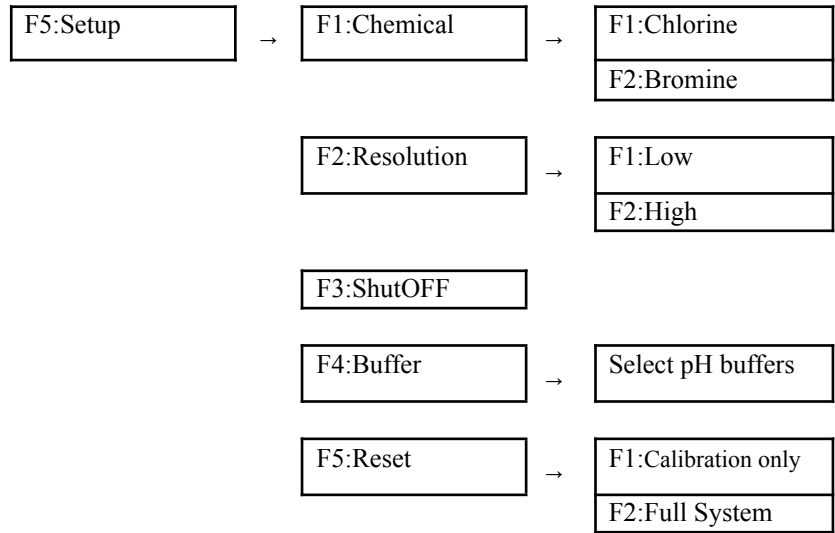 F5:Setup → F1:Chemical → F1:Chlorine
F2:Bromine
F2:Resolution → F1:Low
F2:High
F3:ShutOFF
F4:Buffer → Select pH buffers
F5:Reset → F1:Calibration only
F2:Full System